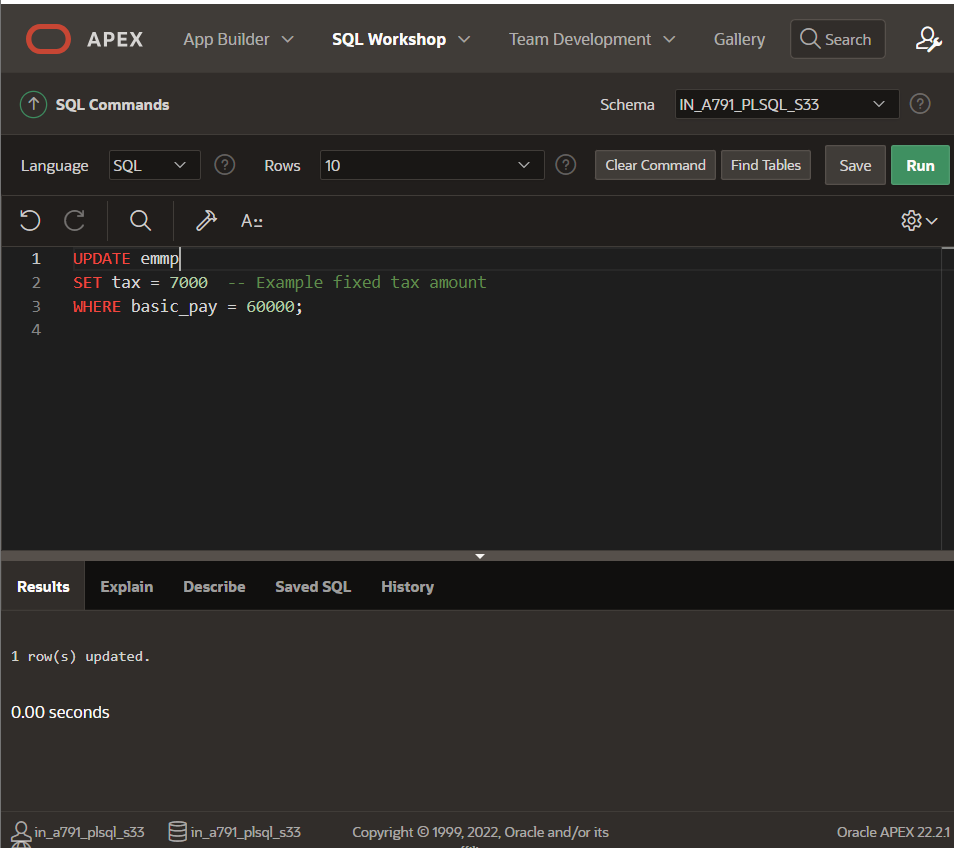 APEX App Builder SQL Workshop Team Development Gallery Search
SQL Commands Schema IN_A791_PLSQL_S33 ?
Language SQL ? Rows 10 ? Clear Command Find Tables Save Run
A::
1 UPDATE emmp
2 SET tax = 7000  -- Example fixed tax amount
3 WHERE basic_pay = 60000;
4
Results Explain Describe Saved SQL History
1 row(s) updated.
0.00 seconds
in_a791_plsql_s33 in_a791_plsql_s33 Copyright © 1999, 2022, Oracle and/or its Oracle APEX 22.2.1